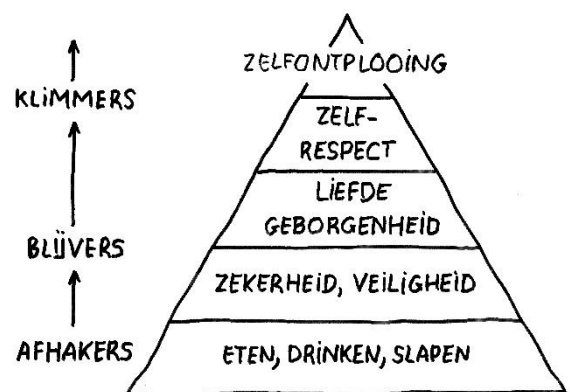 ZELFONTPLOOING
KLIMMERS
ZELF-
RESPECT
LIEFDE
GEBORGENHEID
BLIJVERS
ZEKERHEID, VEILIGHEID
AFHAKERS
ETEN, DRINKEN, SLAPEN